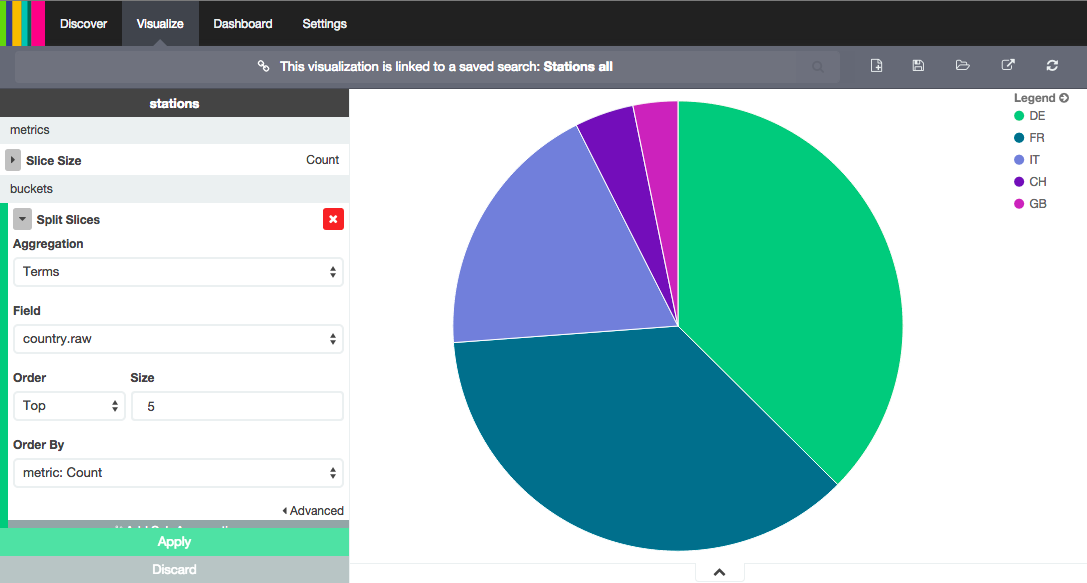 Discover Visualize Dashboard Settings
This visualization is linked to a saved search: Stations all
stations
metrics
Slice Size Count
buckets
Split Slices
Aggregation
Terms
Field
country.raw
Order Size
Top 5
Order By
metric: Count
Advanced
Apply
Discard
Legend
DE
FR
IT
CH
GB